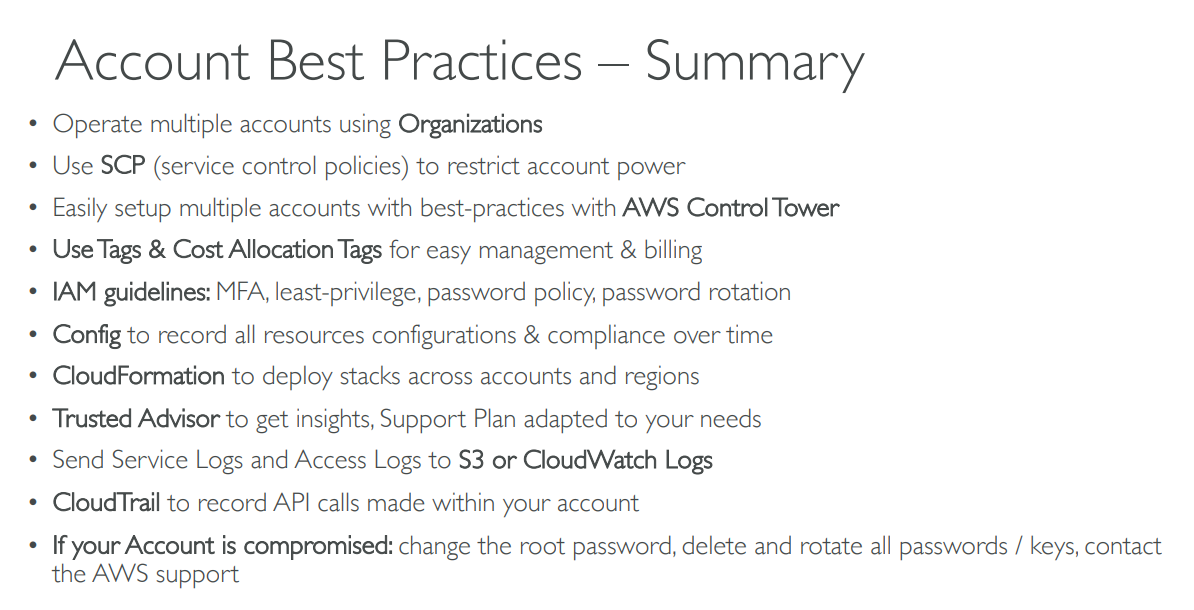 Account Best Practices – Summary
• Operate multiple accounts using Organizations
• Use SCP (service control policies) to restrict account power
• Easily setup multiple accounts with best-practices with AWS Control Tower
• Use Tags & Cost Allocation Tags for easy management & billing
• IAM guidelines: MFA, least-privilege, password policy, password rotation
• Config to record all resources configurations & compliance over time
• CloudFormation to deploy stacks across accounts and regions
• Trusted Advisor to get insights, Support Plan adapted to your needs
• Send Service Logs and Access Logs to S3 or CloudWatch Logs
• CloudTrail to record API calls made within your account
• If your Account is compromised: change the root password, delete and rotate all passwords / keys, contact
the AWS support